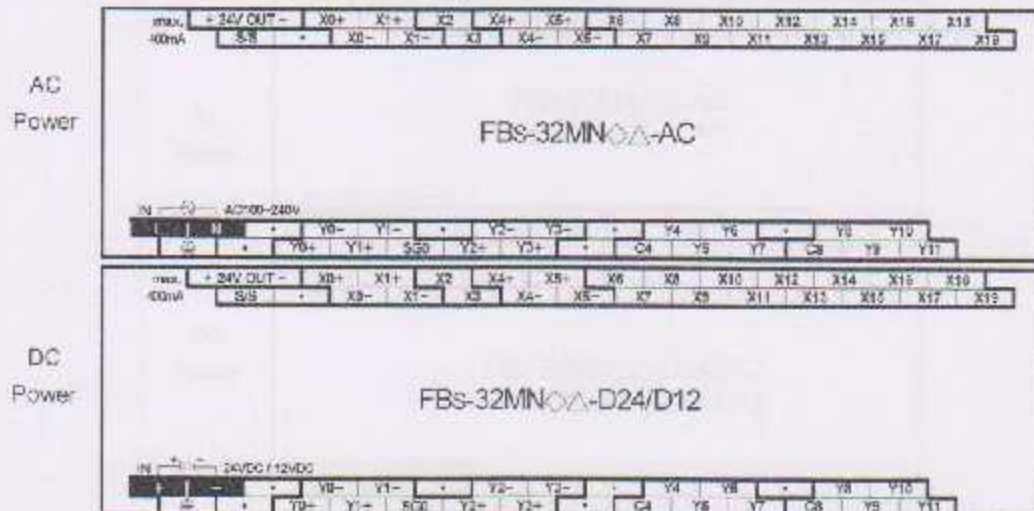 max. + 24V OUT - X0+ X1+ X2 X4+ X5+ X6 X8 X10 X12 X14 X16 X18
400mA S/S • X0- X1- X3 X4- X5- X7 X9 X11 X13 X15 X17 X19
AC
Power
FBs-32MN◇△-AC
IN AC100~240V
N • Y0- Y1- • Y2- Y3- • Y4 Y6 • Y8 Y10
Y0+ Y1+ SG0 Y2+ Y3+ • C4 Y5 Y7 C8 Y9 Y11
max. + 24V OUT - X0+ X1+ X2 X4+ X5+ X6 X8 X10 X12 X14 X16 X18
400mA S/S • X0- X1- X3 X4- X5- X7 X9 X11 X13 X15 X17 X19
DC
Power
FBs-32MN◇△-D24/D12
IN + - 24VDC / 12VDC
+ - • Y0- Y1- • Y2- Y3- • Y4 Y6 • Y8 Y10
• Y0+ Y1+ SG0 Y2+ Y3+ • C4 Y5 Y7 C8 Y9 Y11